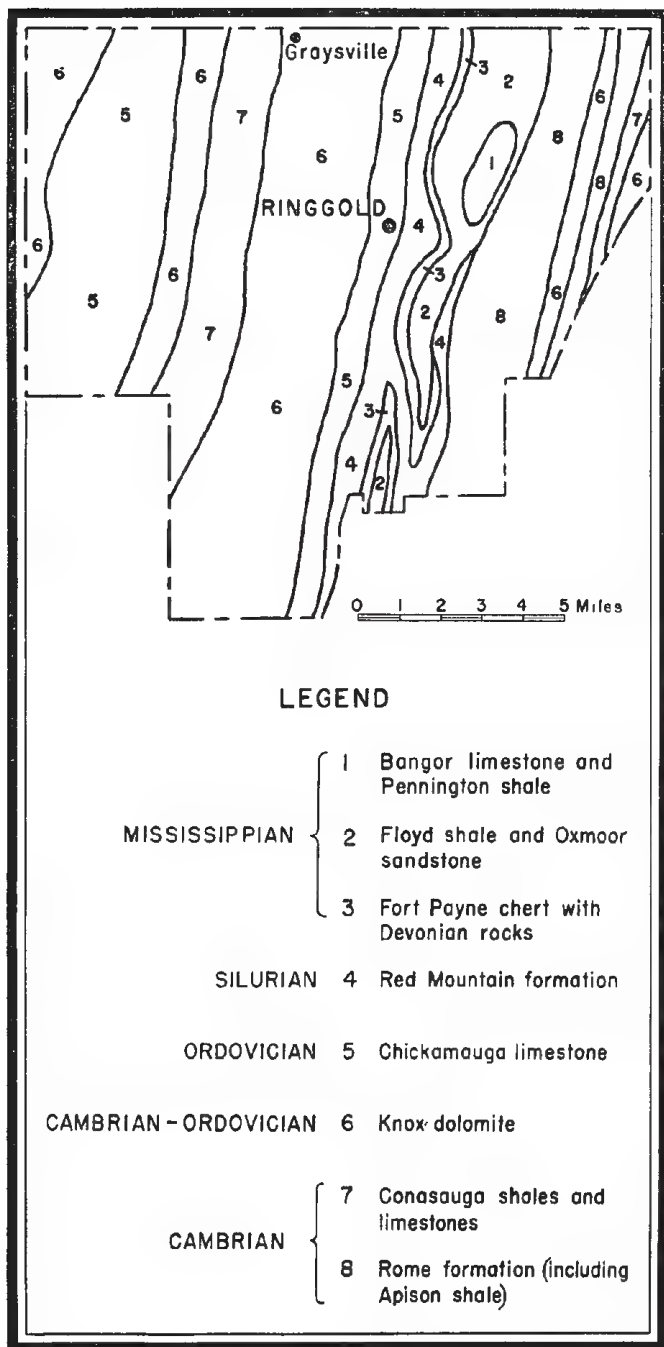 Graysville
6 5 6 7 6 5 4 3 2 8 6 7
1 8 6
RINGGOLD
4
6 6 3
5 7 2 8 6
4
6 5 3
4 2
0 1 2 3 4 5 Miles
LEGEND
MISSISSIPPIAN
1 Bangor limestone and
Pennington shale
2 Floyd shale and Oxmoor
sandstone
3 Fort Payne chert with
Devonian rocks
SILURIAN 4 Red Mountain formation
ORDOVICIAN 5 Chickamauga limestone
CAMBRIAN-ORDOVICIAN 6 Knox dolomite
CAMBRIAN
7 Conasauga shales and
limestones
8 Rome formation (including
Apison shale)